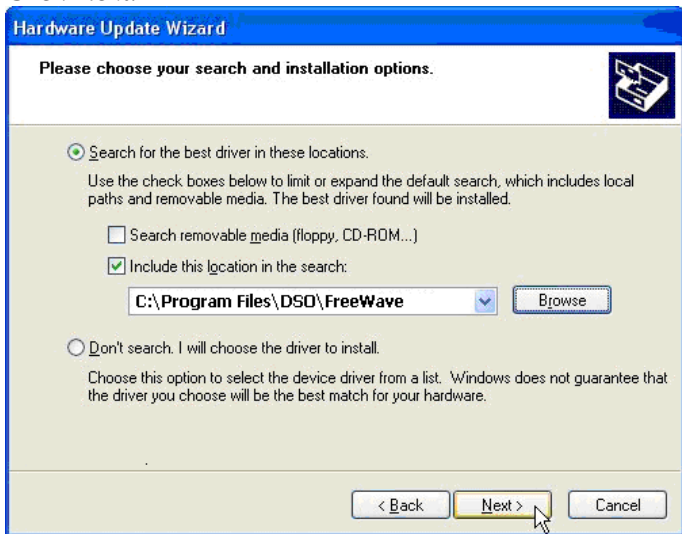 Hardware Update Wizard
Please choose your search and installation options.
Search for the best driver in these locations.
Use the check boxes below to limit or expand the default search, which includes local
paths and removable media. The best driver found will be installed.
Search removable media (floppy, CD-ROM...)
Include this location in the search:
C:\Program Files\DSO\FreeWave
Browse
Don't search. I will choose the driver to install.
Choose this option to select the device driver from a list. Windows does not guarantee that
the driver you choose will be the best match for your hardware.
< Back Next > Cancel